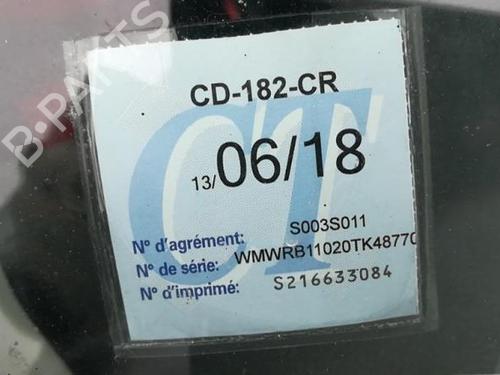 B-PARTS
CD-182-CR
CT
13/06/18
S003S011
N° d'agrément:
N° de série: WMWRB11020TK48770
N° d'imprimé: S216633084